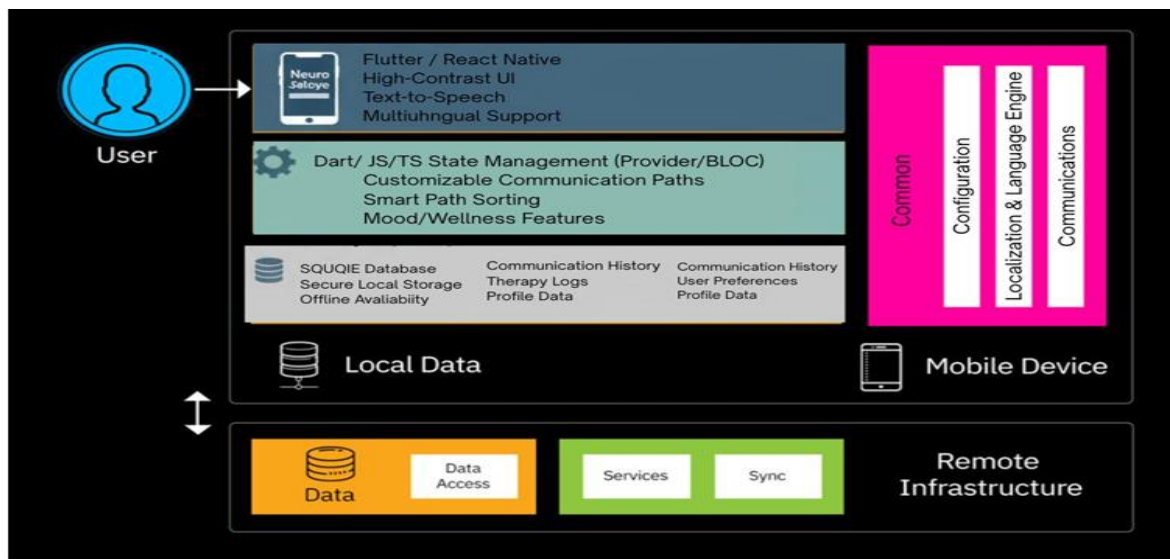 User
Neuro
Satoye
Flutter / React Native
High-Contrast UI
Text-to-Speech
Multiuhngual Support
Dart/ JS/TS State Management (Provider/BLOC)
Customizable Communication Paths
Smart Path Sorting
Mood/Wellness Features
SQUQIE Database
Secure Local Storage
Offline Avaliabiity
Communication History
Therapy Logs
Profile Data
Communication History
User Preferences
Profile Data
Common
Configuration
Localization & Language Engine
Communications
Local Data
Mobile Device
Data
Data
Access
Services
Sync
Remote
Infrastructure